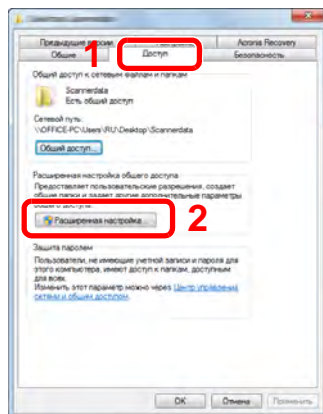 Предыдущие версии
Acronis Recovery
Общие
Доступ
Безопасность
1
Общий доступ к сетевым файлам и папкам
Scannerdata
Есть общий доступ
Сетевой путь:
\\OFFICE-PC\Users\RU\Desktop\Scannerdata
Общий доступ...
Расширенная настройка общего доступа
Предоставляет пользовательские разрешения, создает
общие папки и задает другие дополнительные параметры
общего доступа.
Расширенная настройка...
2
Защита паролем
Пользователи, не имеющие учетной записи и пароля для
этого компьютера, имеют доступ к папкам, доступным
для всех.
Изменить этот параметр можно через Центр управления
сетями и общим доступом.
OK
Отмена
Применить